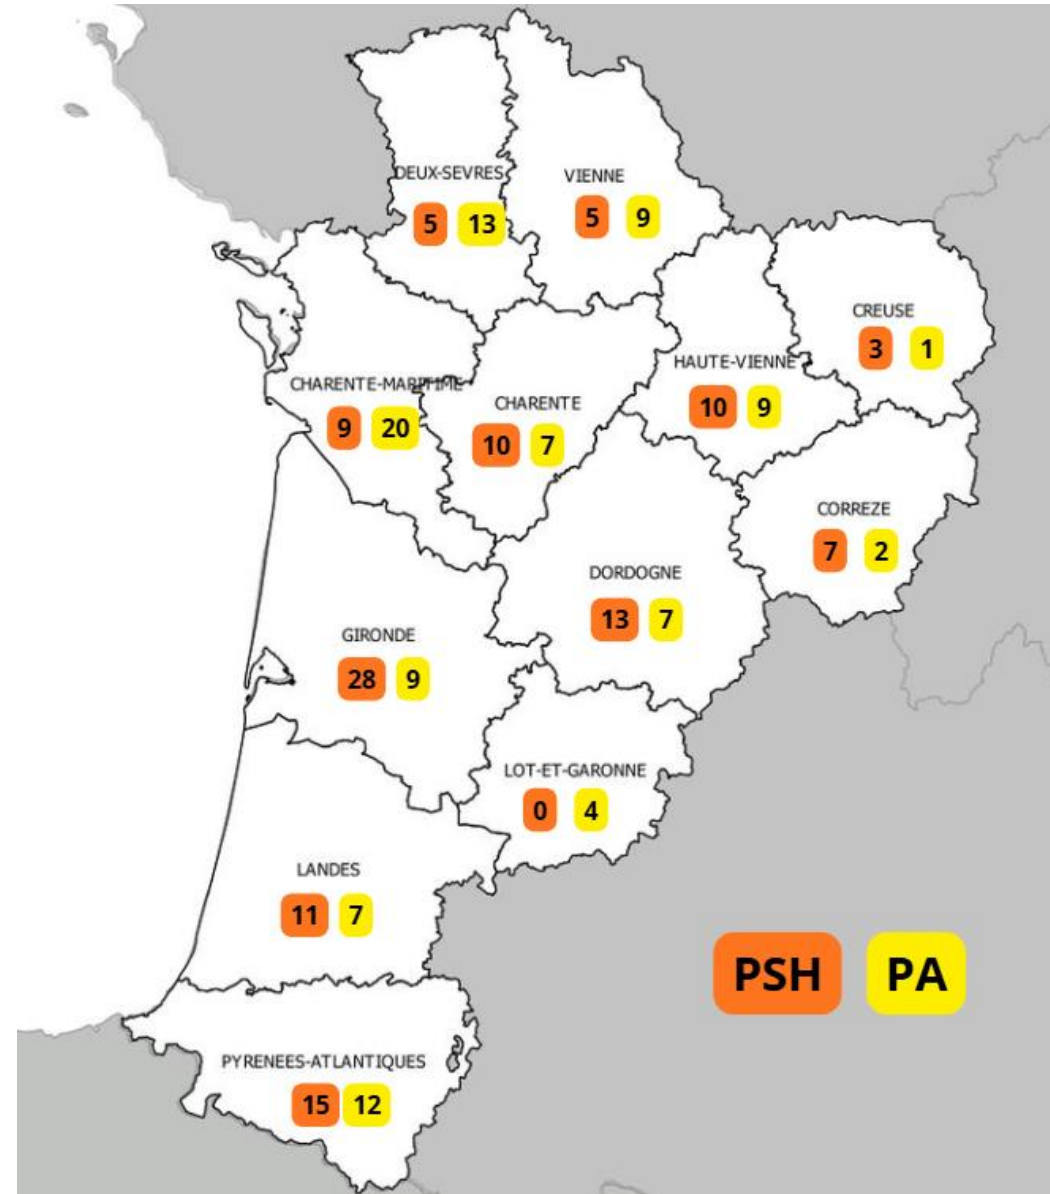 DEUX-SEVRES
5 13
VIENNE
5 9
CREUSE
3 1
HAUTE-VIENNE
10 9
CHARENTE-MARITIME
9 20
CHARENTE
10 7
CORREZE
7 2
DORDOGNE
13 7
GIRONDE
28 9
LOT-ET-GARONNE
0 4
LANDES
11 7
PSH PA
PYRENEES-ATLANTIQUES
15 12